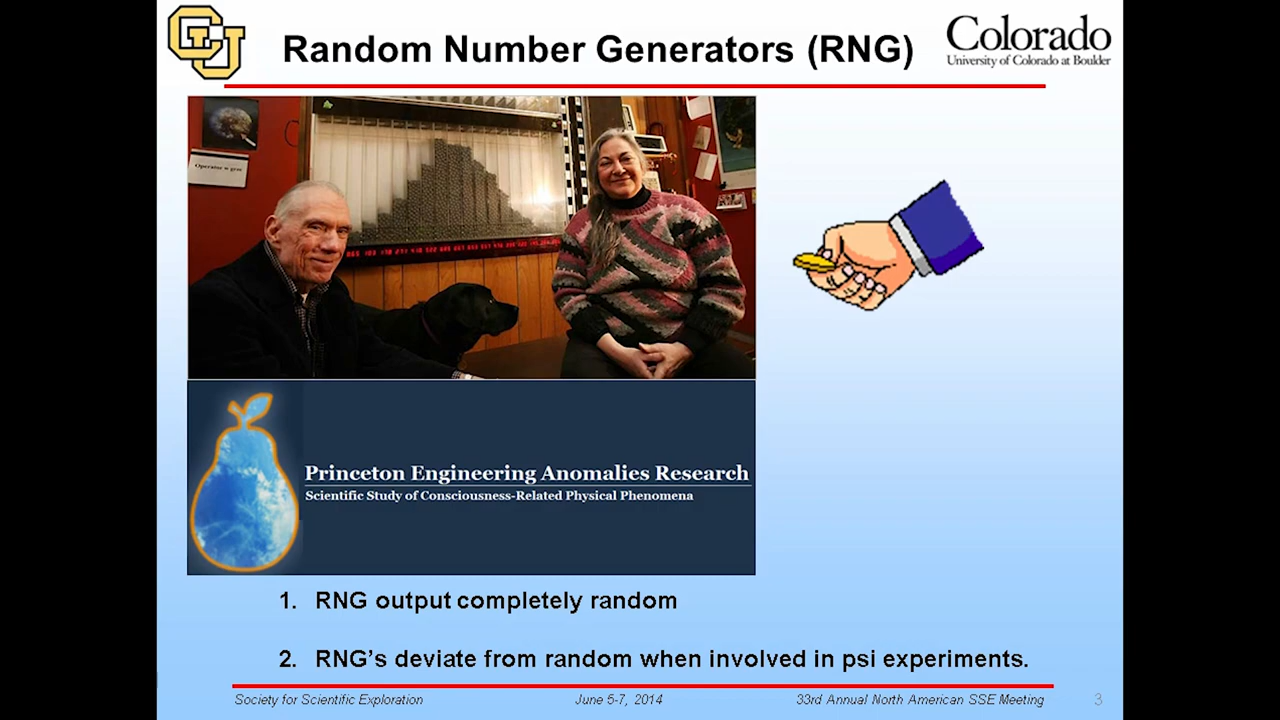 CU
Random Number Generators (RNG)
Colorado
University of Colorado at Boulder
Princeton Engineering Anomalies Research
Scientific Study of Consciousness-Related Physical Phenomena
1. RNG output completely random
2. RNG's deviate from random when involved in psi experiments.
Society for Scientific Exploration June 5-7, 2014 33rd Annual North American SSE Meeting 3